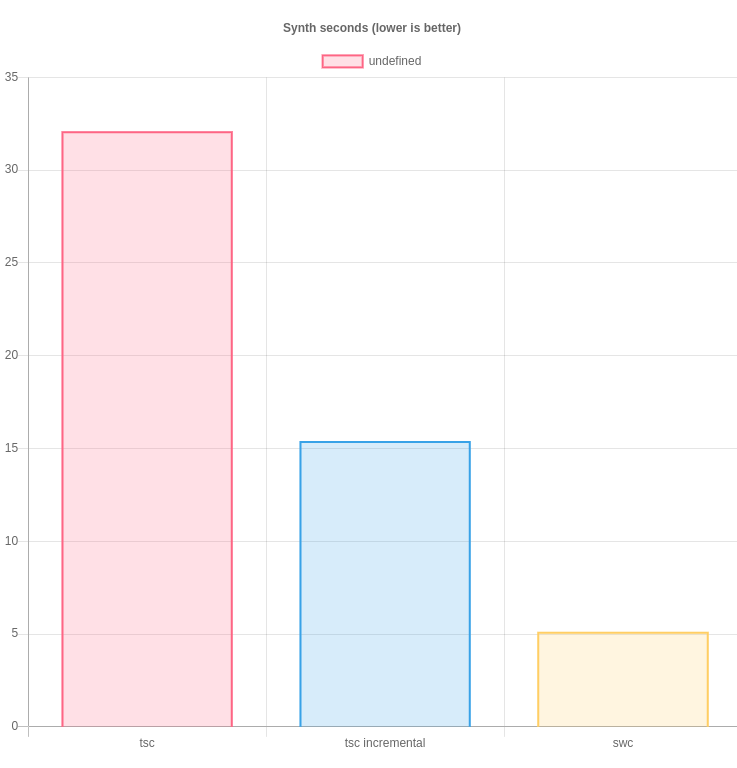 Synth seconds (lower is better)
undefined
35
30
25
20
15
10
5
0
tsc
tsc incremental
swc